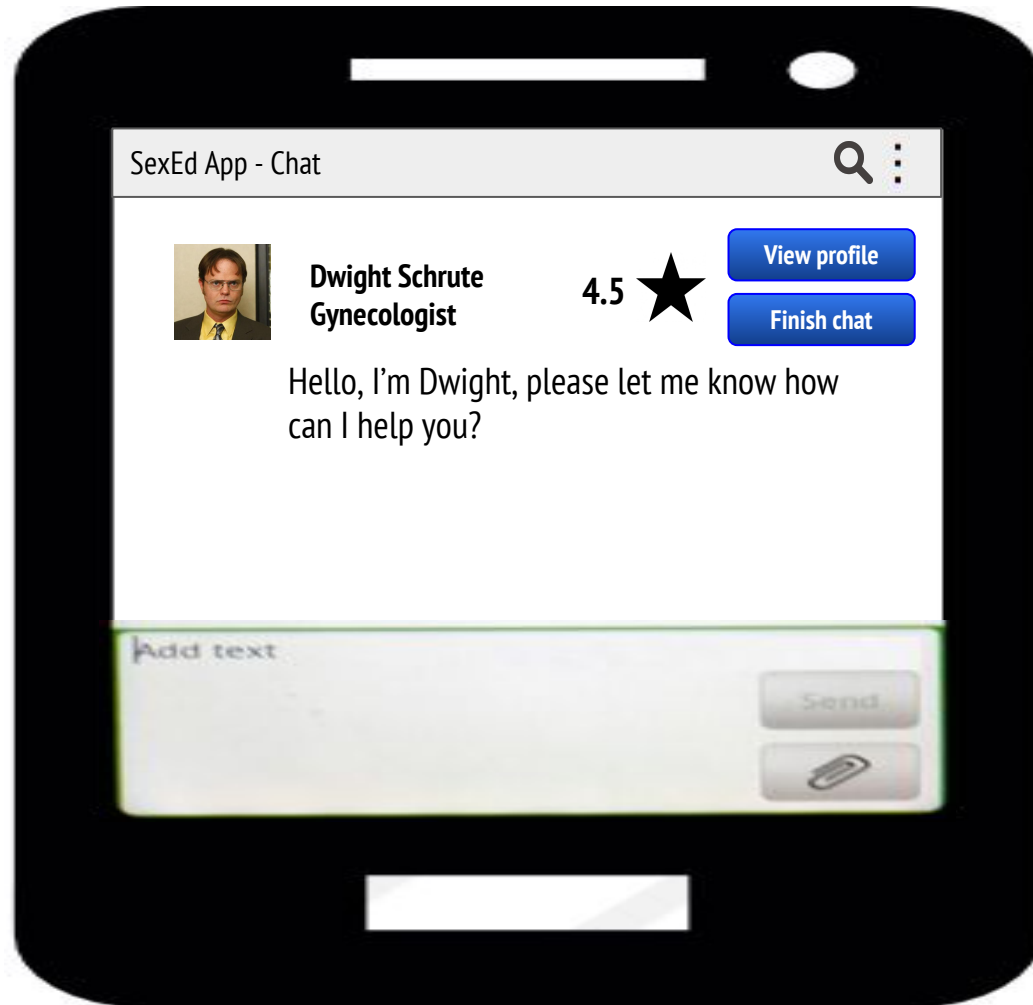 SexEd App - Chat
Dwight Schrute
Gynecologist
4.5
View profile
Finish chat
Hello, I’m Dwight, please let me know how
can I help you?
Add text
Send